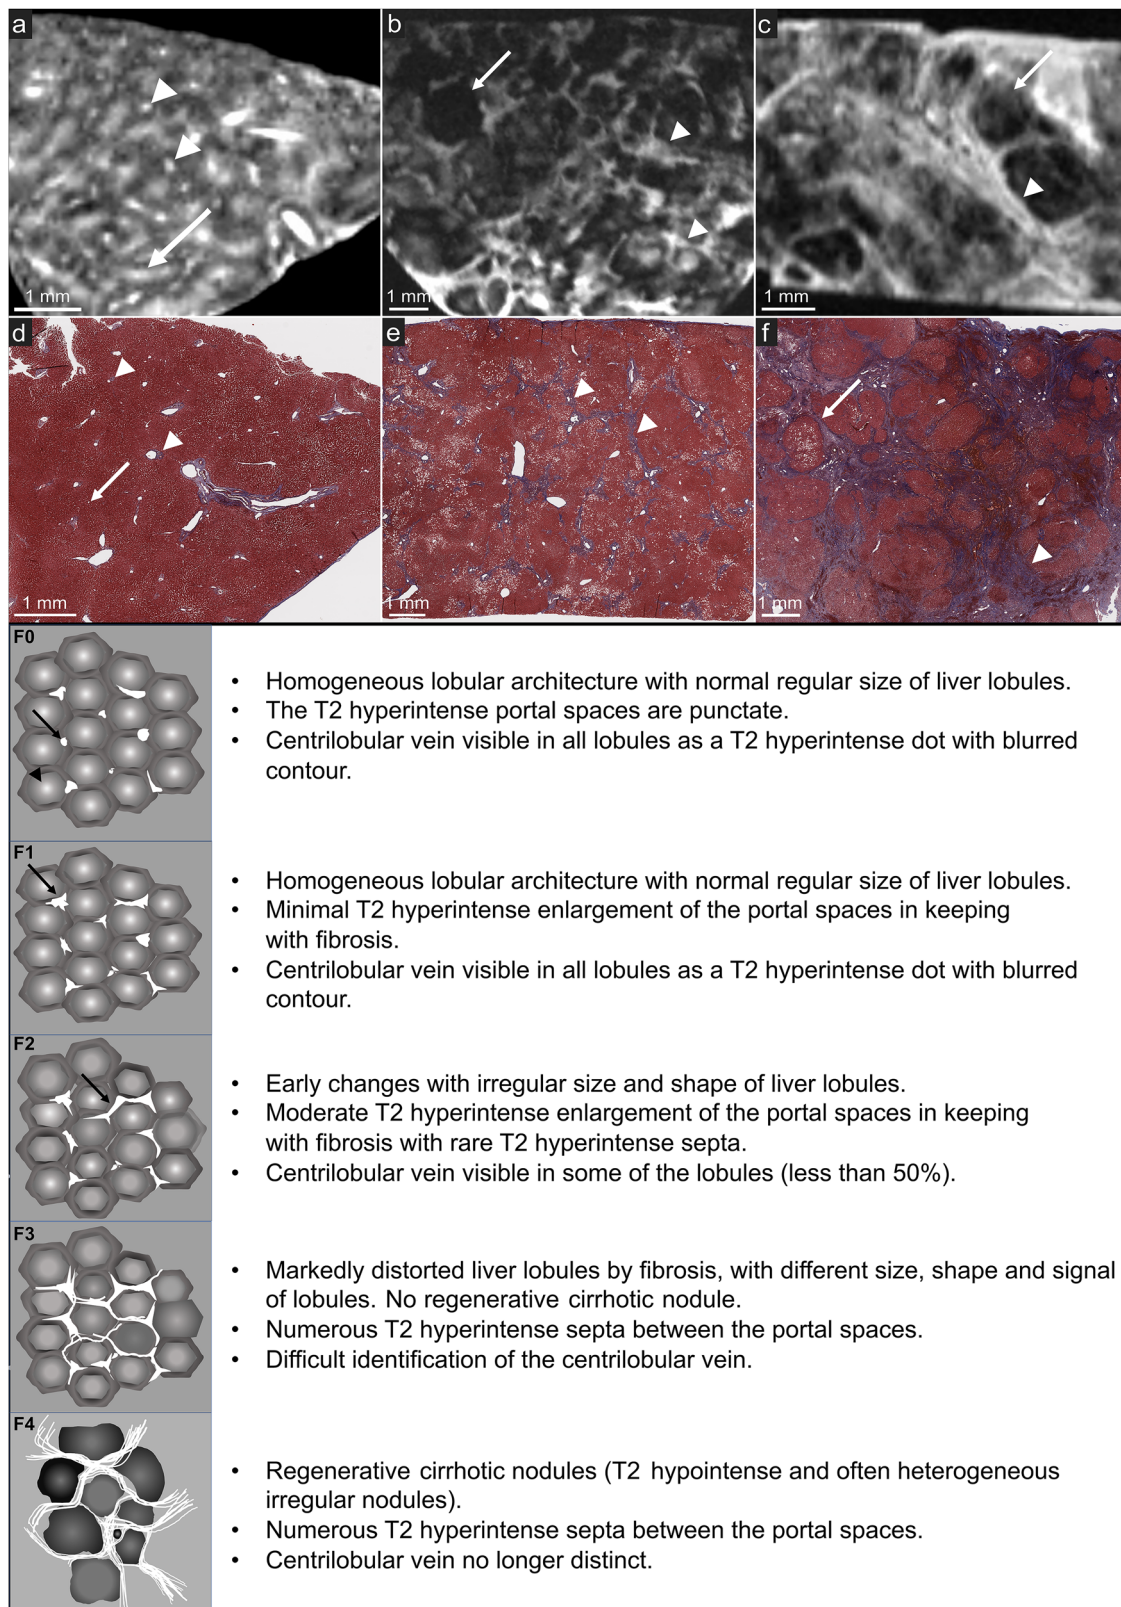 a
b
c
1 mm
1 mm
1 mm
d
e
f
1 mm
1 mm
1 mm
F0
• Homogeneous lobular architecture with normal regular size of liver lobules.
• The T2 hyperintense portal spaces are punctate.
• Centrilobular vein visible in all lobules as a T2 hyperintense dot with blurred
contour.
F1
• Homogeneous lobular architecture with normal regular size of liver lobules.
• Minimal T2 hyperintense enlargement of the portal spaces in keeping
with fibrosis.
• Centrilobular vein visible in all lobules as a T2 hyperintense dot with blurred
contour.
F2
• Early changes with irregular size and shape of liver lobules.
• Moderate T2 hyperintense enlargement of the portal spaces in keeping
with fibrosis with rare T2 hyperintense septa.
• Centrilobular vein visible in some of the lobules (less than 50%).
F3
• Markedly distorted liver lobules by fibrosis, with different size, shape and signal
of lobules. No regenerative cirrhotic nodule.
• Numerous T2 hyperintense septa between the portal spaces.
• Difficult identification of the centrilobular vein.
F4
• Regenerative cirrhotic nodules (T2 hypointense and often heterogeneous
irregular nodules).
• Numerous T2 hyperintense septa between the portal spaces.
• Centrilobular vein no longer distinct.